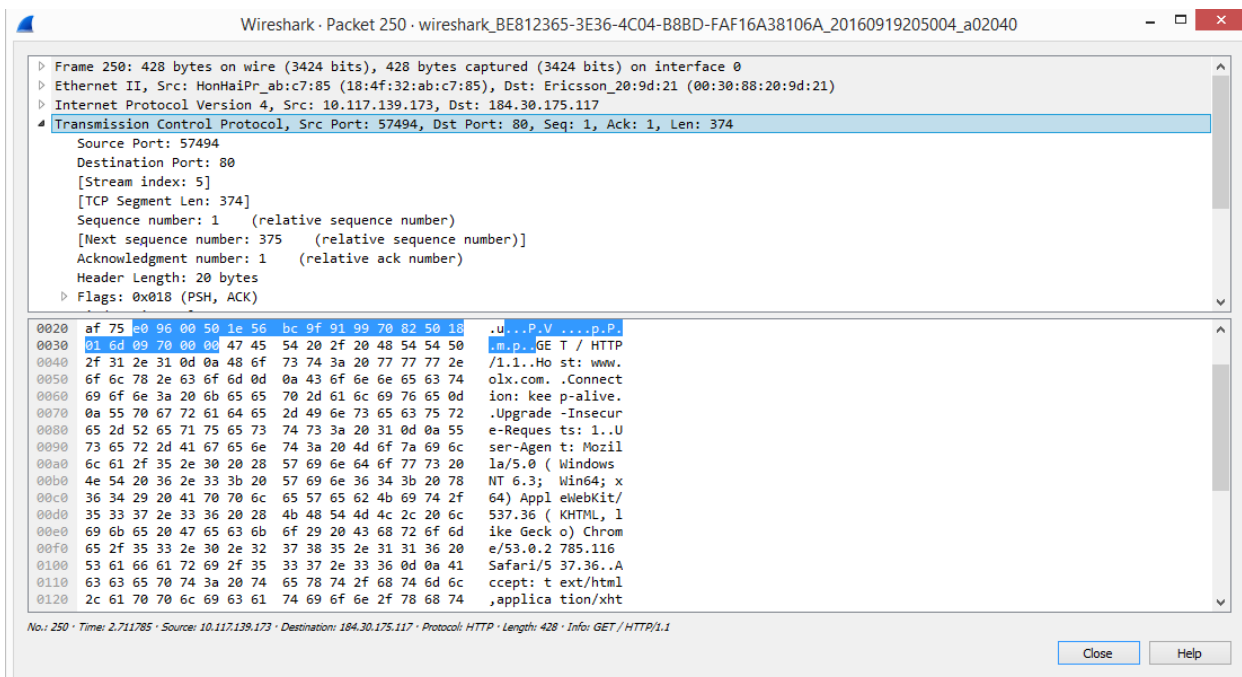 Wireshark · Packet 250 · wireshark_BE812365-3E36-4C04-B8BD-FAF16A38106A_20160919205004_a02040
Frame 250: 428 bytes on wire (3424 bits), 428 bytes captured (3424 bits) on interface 0
Ethernet II, Src: HonHaiPr_ab:c7:85 (18:4f:32:ab:c7:85), Dst: Ericsson_20:9d:21 (00:30:88:20:9d:21)
Internet Protocol Version 4, Src: 10.117.139.173, Dst: 184.30.175.117
Transmission Control Protocol, Src Port: 57494, Dst Port: 80, Seq: 1, Ack: 1, Len: 374
Source Port: 57494
Destination Port: 80
[Stream index: 5]
[TCP Segment Len: 374]
Sequence number: 1    (relative sequence number)
[Next sequence number: 375    (relative sequence number)]
Acknowledgment number: 1    (relative ack number)
Header Length: 20 bytes
Flags: 0x018 (PSH, ACK)
0020  af 75 e0 96 00 50 1e 56  bc 9f 91 99 70 82 50 18   .u...P.V ....p.P.
0030  01 6d 09 70 00 00 47 45  54 20 2f 20 48 54 54 50   .m.p..GE T / HTTP
0040  2f 31 2e 31 0d 0a 48 6f  73 74 3a 20 77 77 77 2e   /1.1..Ho st: www.
0050  6f 6c 78 2e 63 6f 6d 0d  0a 43 6f 6e 6e 65 63 74   olx.com. .Connect
0060  69 6f 6e 3a 20 6b 65 65  70 2d 61 6c 69 76 65 0d   ion: kee p-alive.
0070  0a 55 70 67 72 61 64 65  2d 49 6e 73 65 63 75 72   .Upgrade -Insecur
0080  65 2d 52 65 71 75 65 73  74 73 3a 20 31 0d 0a 55   e-Reques ts: 1..U
0090  73 65 72 2d 41 67 65 6e  74 3a 20 4d 6f 7a 69 6c   ser-Agen t: Mozil
00a0  6c 61 2f 35 2e 30 20 28  57 69 6e 64 6f 77 73 20   la/5.0 ( Windows
00b0  4e 54 20 36 2e 33 3b 20  57 69 6e 36 34 3b 20 78   NT 6.3;  Win64; x
00c0  36 34 29 20 41 70 70 6c  65 57 65 62 4b 69 74 2f   64) Appl eWebKit/
00d0  35 33 37 2e 33 36 20 28  4b 48 54 4d 4c 2c 20 6c   537.36 ( KHTML, l
00e0  69 6b 65 20 47 65 63 6b  6f 29 20 43 68 72 6f 6d   ike Geck o) Chrom
00f0  65 2f 35 33 2e 30 2e 32  37 38 35 2e 31 31 36 20   e/53.0.2 785.116
0100  53 61 66 61 72 69 2f 35  33 37 2e 33 36 0d 0a 41   Safari/5 37.36..A
0110  63 63 65 70 74 3a 20 74  65 78 74 2f 68 74 6d 6c   ccept: t ext/html
0120  2c 61 70 70 6c 69 63 61  74 69 6f 6e 2f 78 68 74   ,applica tion/xht
No.: 250 · Time: 2.711785 · Source: 10.117.139.173 · Destination: 184.30.175.117 · Protocol: HTTP · Length: 428 · Info: GET / HTTP/1.1
Close Help